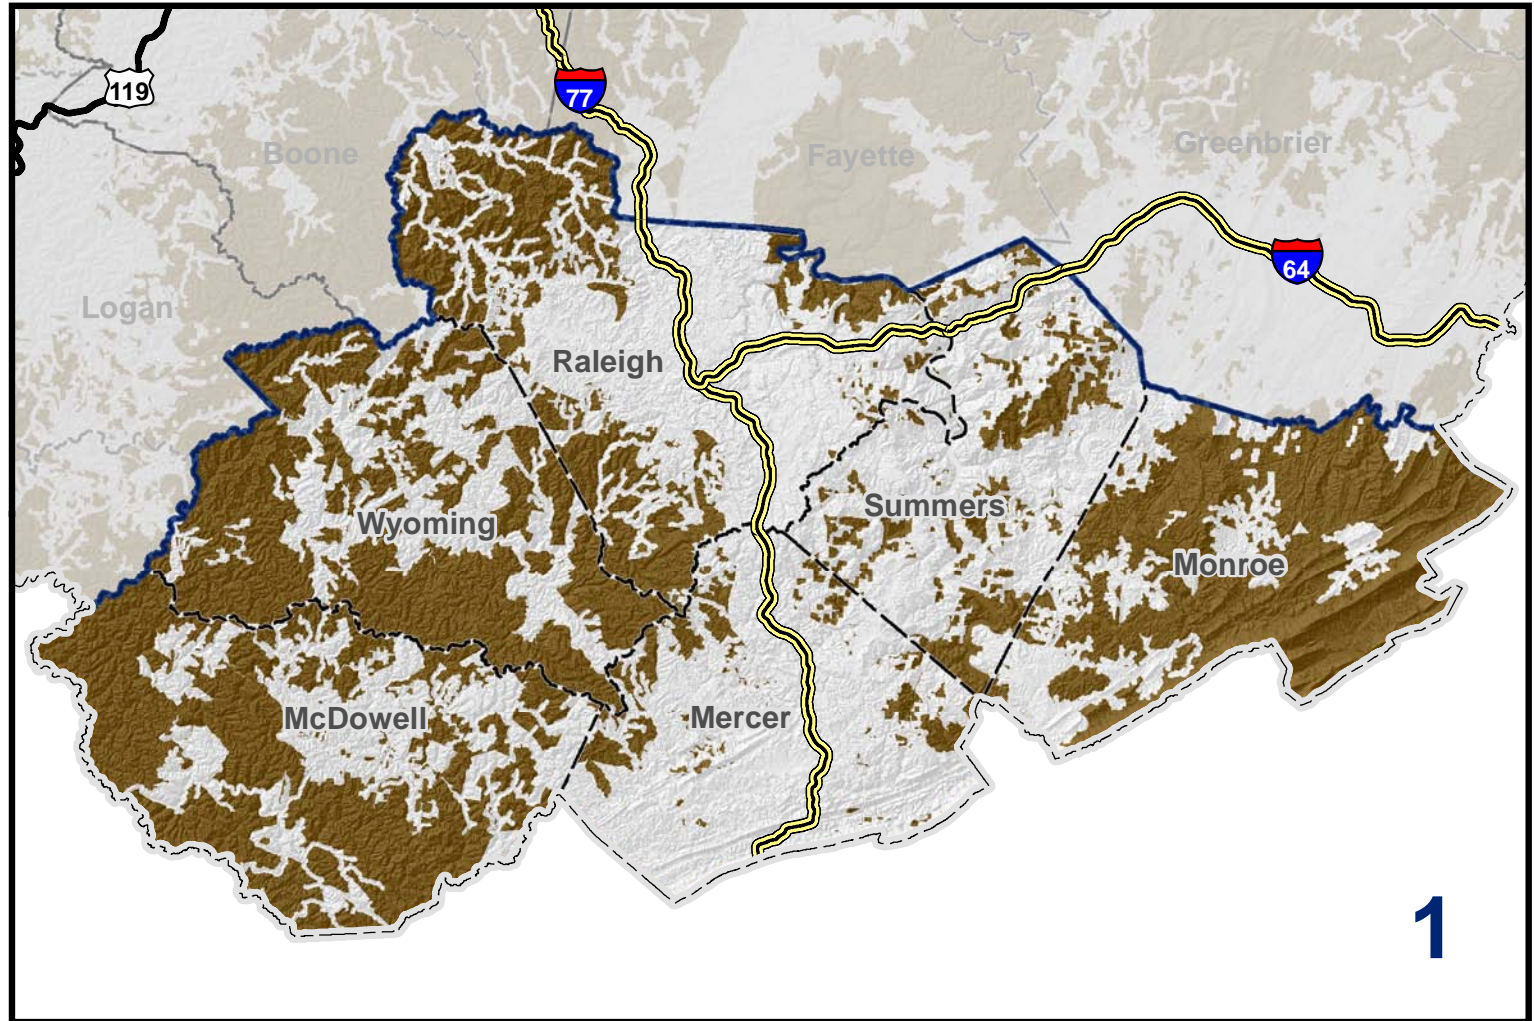 119
77
Boone
Fayette
Greenbrier
64
Logan
Raleigh
Summers
Wyoming
Monroe
McDowell
Mercer
1